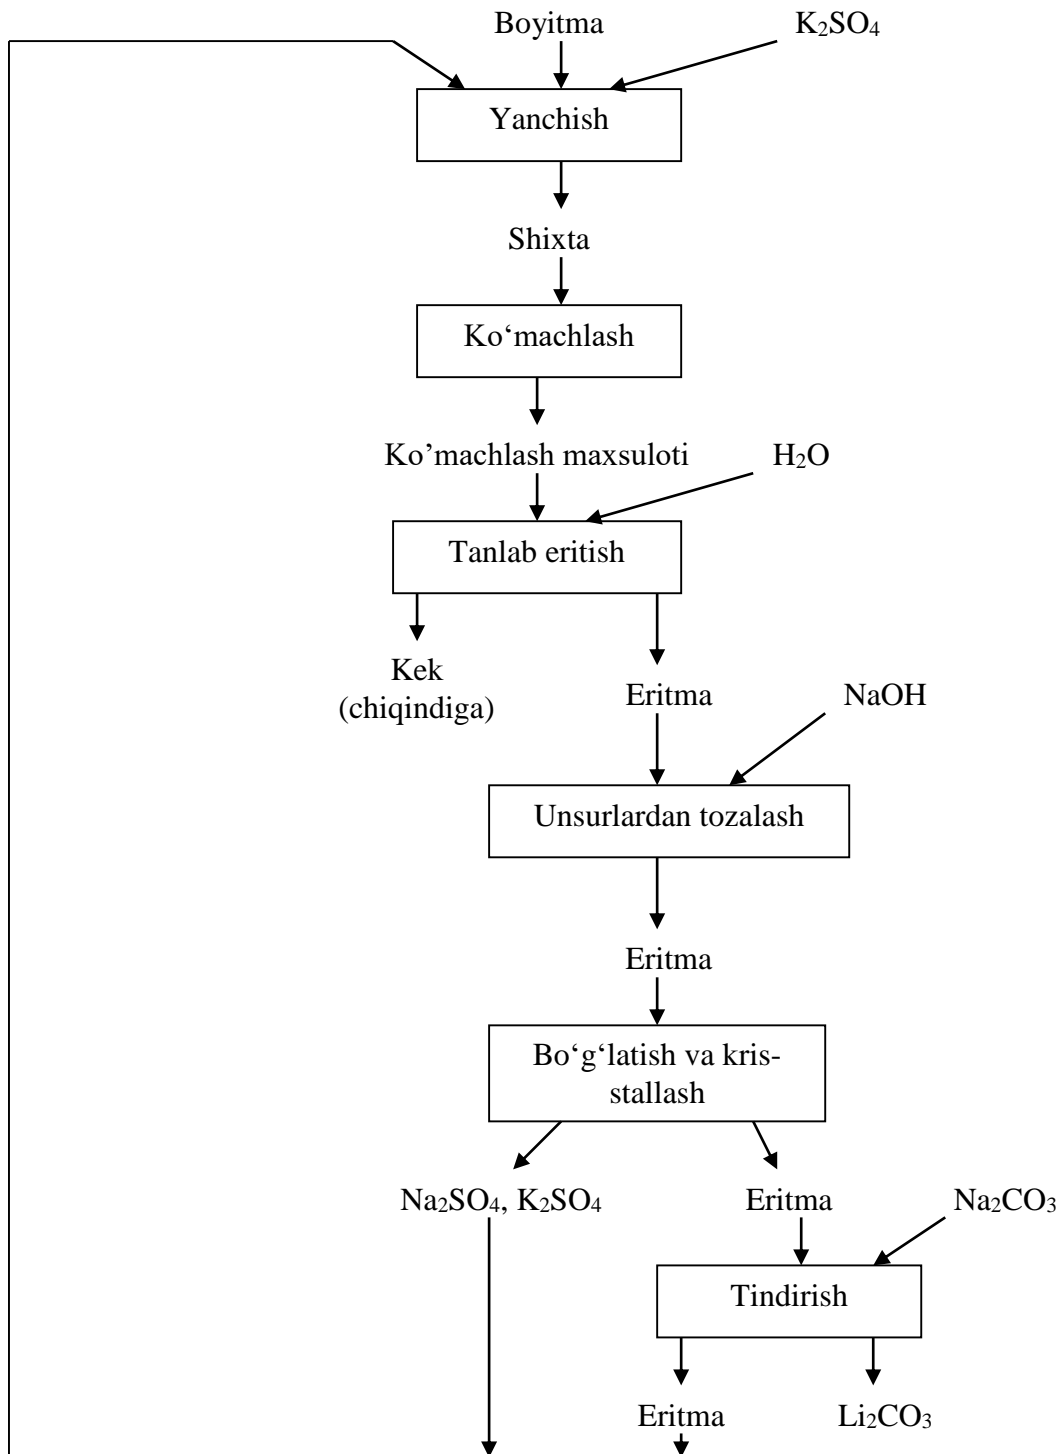 Boyitma K₂SO₄
Yanchish
Shixta
Ko‘machlash
Ko’machlash maxsuloti H₂O
Tanlab eritish
Kek
(chiqindiga)
Eritma NaOH
Unsurlardan tozalash
Eritma
Bo‘g‘latish va kris-
stallash
Na₂SO₄, K₂SO₄ Eritma Na₂CO₃
Tindirish
Eritma Li₂CO₃